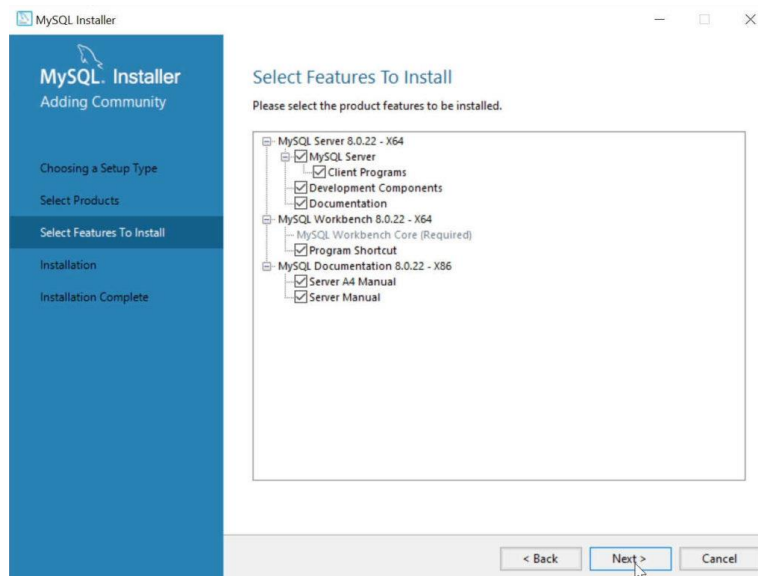 MySQL Installer
MySQL. Installer
Adding Community
Choosing a Setup Type
Select Products
Select Features To Install
Installation
Installation Complete
Select Features To Install
Please select the product features to be installed.
MySQL Server 8.0.22 - X64
MySQL Server
Client Programs
Development Components
Documentation
MySQL Workbench 8.0.22 - X64
MySQL Workbench Core (Required)
Program Shortcut
MySQL Documentation 8.0.22 - X86
Server A4 Manual
Server Manual
< Back
Next >
Cancel